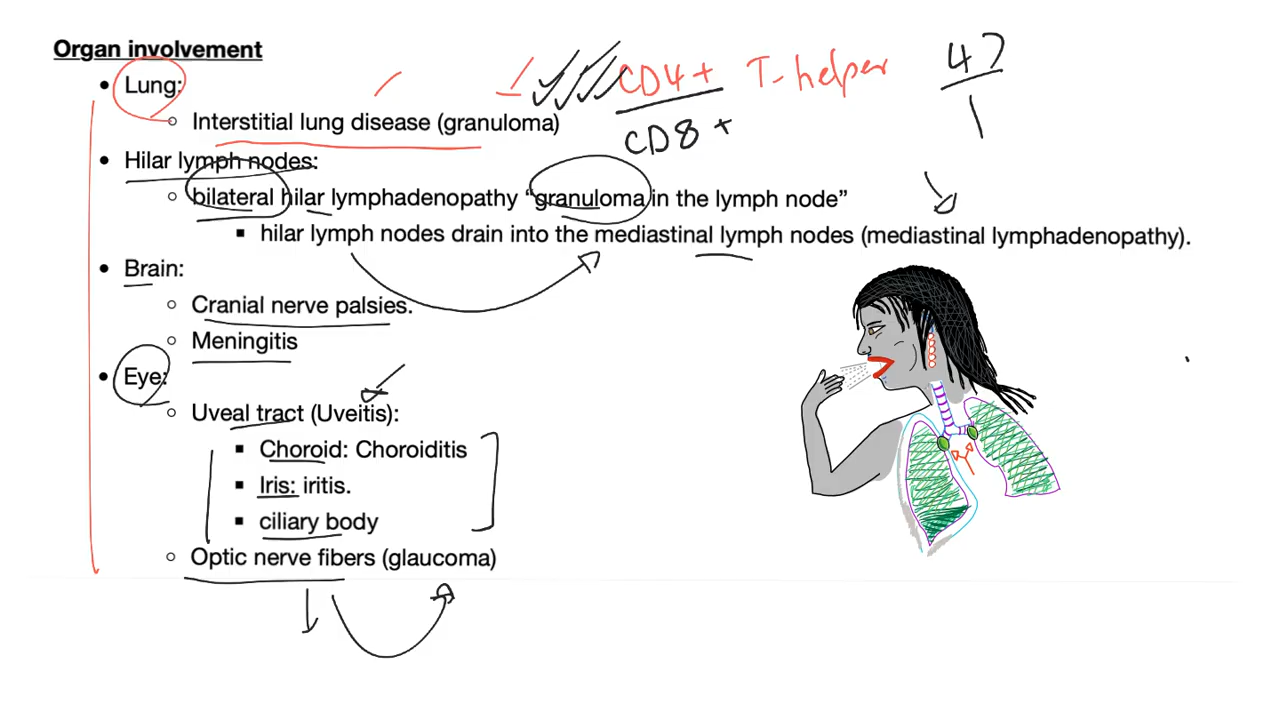 Organ involvement
• Lung:
CD4+ T-helper
47
1
○ Interstitial lung disease (granuloma)
CD8+
• Hilar lymph nodes:
○ bilateral hilar lymphadenopathy “granuloma in the lymph node”
▪ hilar lymph nodes drain into the mediastinal lymph nodes (mediastinal lymphadenopathy).
• Brain:
○ Cranial nerve palsies.
○ Meningitis
• Eye:
○ Uveal tract (Uveitis):
▪ Choroid: Choroiditis
▪ Iris: iritis.
▪ ciliary body
○ Optic nerve fibers (glaucoma)